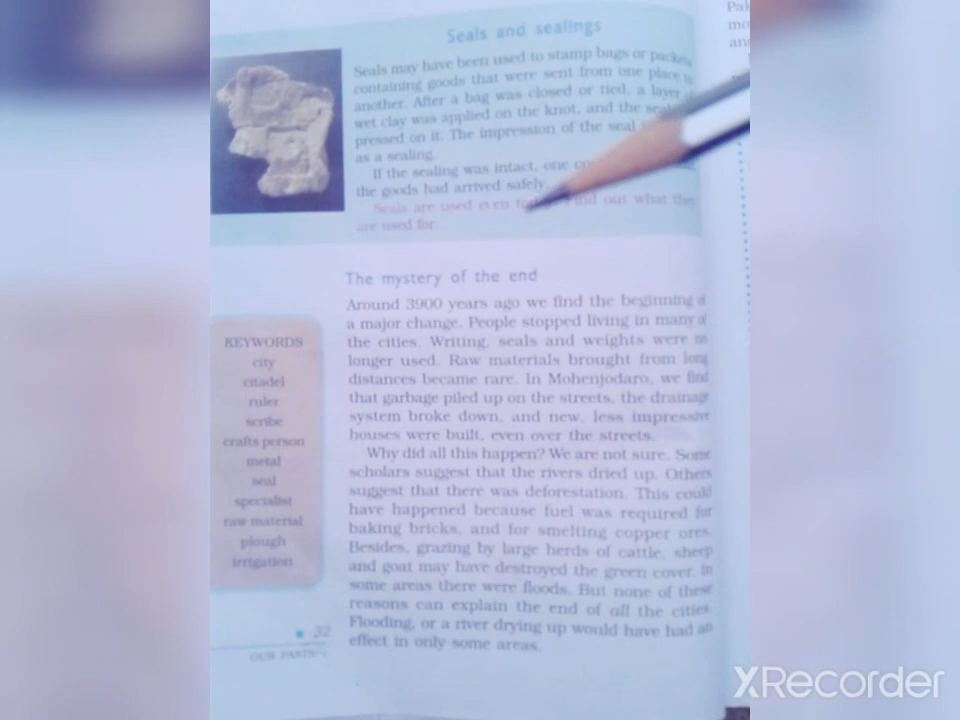 Seals and sealings
Seals may have been used to stamp bags or packets
containing goods that were sent from one place to
another. After a bag was closed or tied, a layer
wet clay was applied on the knot, and the seal
pressed on it. The impression of the seal
as a sealing.
If the sealing was intact, one
the goods had arrived safely.
Seals are used even find out what they
are used for.
The mystery of the end
Around 3900 years ago we find the beginning of
a major change. People stopped living in many of
the cities. Writing, seals and weights were no
longer used. Raw materials brought from long
distances became rare. In Mohenjodaro, we find
that garbage piled up on the streets, the drainage
system broke down, and new, less impressive
houses were built, even over the streets.
Why did all this happen? We are not sure. Some
scholars suggest that the rivers dried up. Others
suggest that there was deforestation. This could
have happened because fuel was required for
baking bricks, and for smelting copper ores.
Besides, grazing by large herds of cattle, sheep
and goat may have destroyed the green cover. In
some areas there were floods. But none of these
reasons can explain the end of all the cities.
Flooding, or a river drying up would have had an
effect in only some areas.
KEYWORDS
city
citadel
ruler
scribe
crafts person
metal
seal
specialist
raw material
plough
irrigation
32
OUR PASTS–I
XRecorder